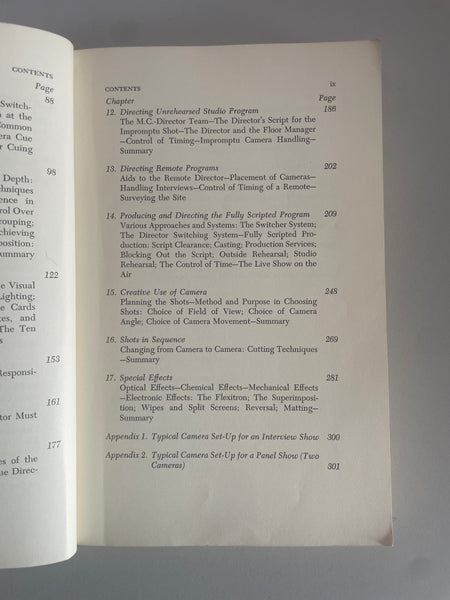 CONTENTS
Page
88
Switch-
at the
Common
era Cue
r Cuing
98
Depth:
chniques
ence in
rol Over
rouping;
chieving
position:
ummary
122
e Visual
ighting;
e Cards
es, and
The Ten
s
153
Responsi-
161
tor Must
177
es of the
ue Direc-
CONTENTS ix
Chapter Page
12. Directing Unrehearsed Studio Program 186
The M.C.-Director Team—The Director's Script for the
Impromptu Shot—The Director and the Floor Manager
—Control of Timing—Impromptu Camera Handling—
Summary
13. Directing Remote Programs 202
Aids to the Remote Director—Placement of Cameras—
Handling Interviews—Control of Timing of a Remote—
Surveying the Site
14. Producing and Directing the Fully Scripted Program 209
Various Approaches and Systems: The Switcher System;
The Director Switching System—Fully Scripted Pro-
duction: Script Clearance; Casting; Production Services;
Blocking Out the Script; Outside Rehearsal; Studio
Rehearsal; The Control of Time—The Live Show on the
Air
15. Creative Use of Camera 248
Planning the Shots—Method and Purpose in Choosing
Shots: Choice of Field of View; Choice of Camera
Angle; Choice of Camera Movement—Summary
16. Shots in Sequence 269
Changing from Camera to Camera: Cutting Techniques
—Summary
17. Special Effects 281
Optical Effects—Chemical Effects—Mechanical Effects
—Electronic Effects: The Flexitron; The Superimposi-
tion; Wipes and Split Screens; Reversal; Matting—
Summary
Appendix 1. Typical Camera Set-Up for an Interview Show 300
Appendix 2. Typical Camera Set-Up for a Panel Show (Two
Cameras) 301